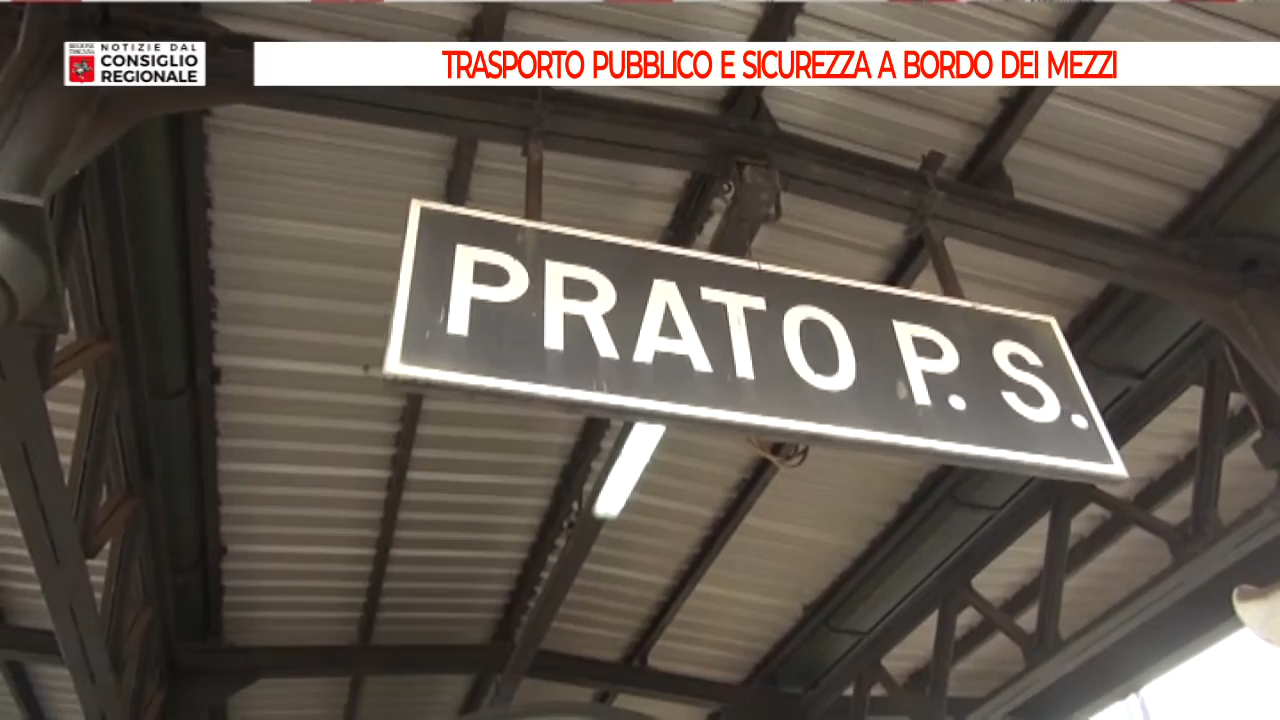 NOTIZIE DAL
CONSIGLIO
REGIONALE
TRASPORTO PUBBLICO E SICUREZZA A BORDO DEI MEZZI
PRATO P. S.